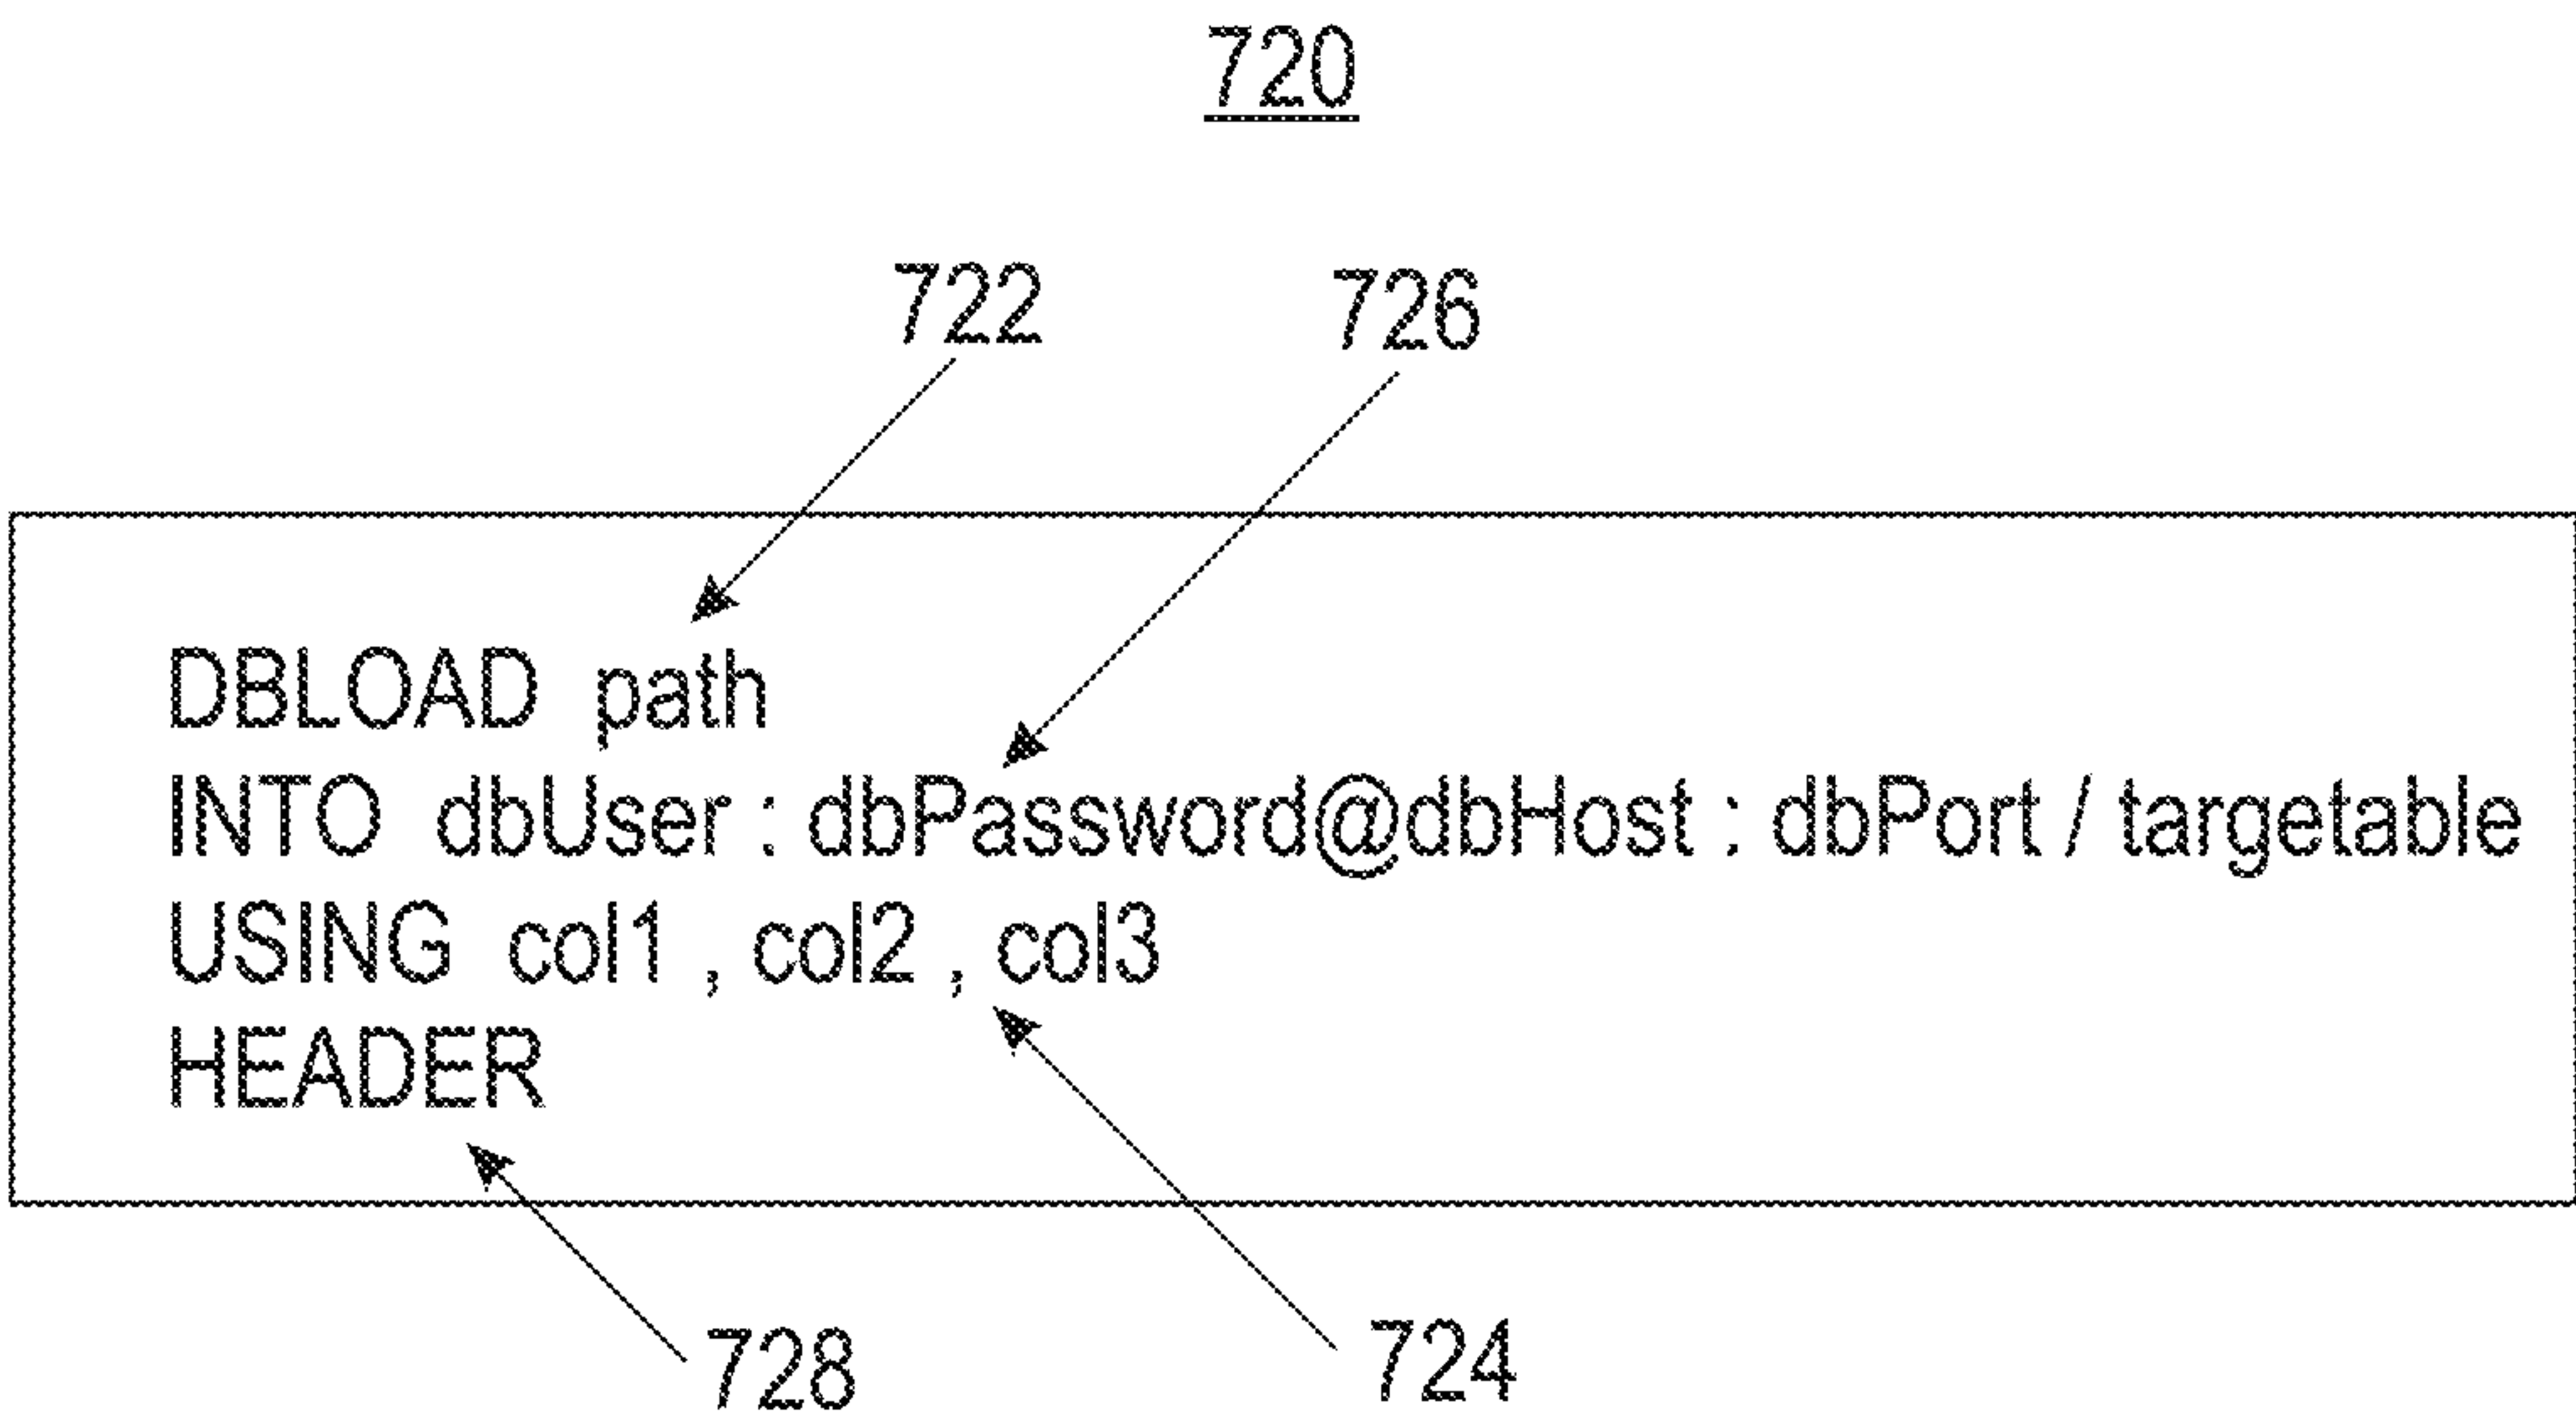 720
722 726
DBLOAD path
INTO dbUser : dbPassword@dbHost : dbPort / targetable
USING col1 , col2 , col3
HEADER
728 724